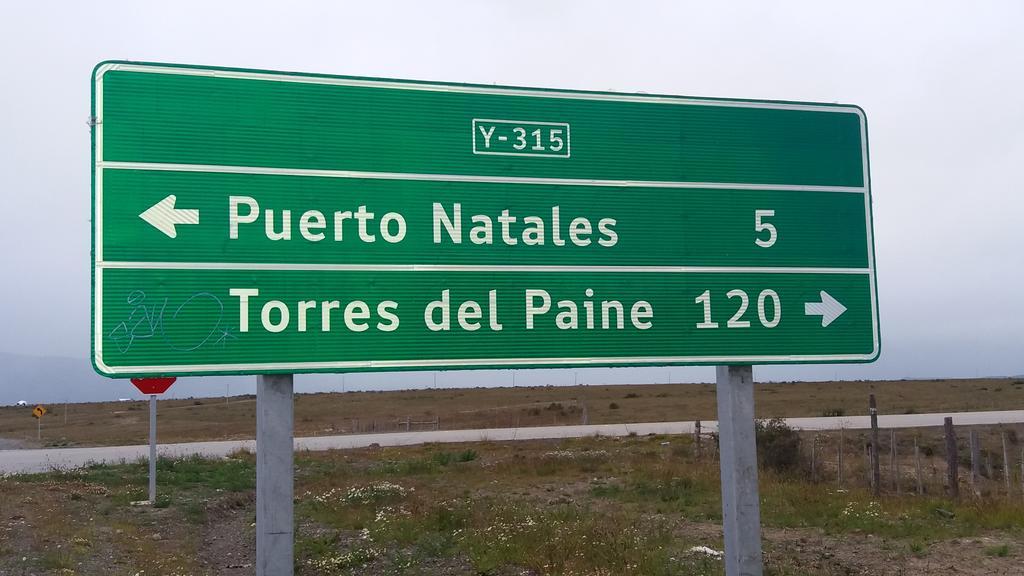 Y-315
Puerto Natales 5
Torres del Paine 120